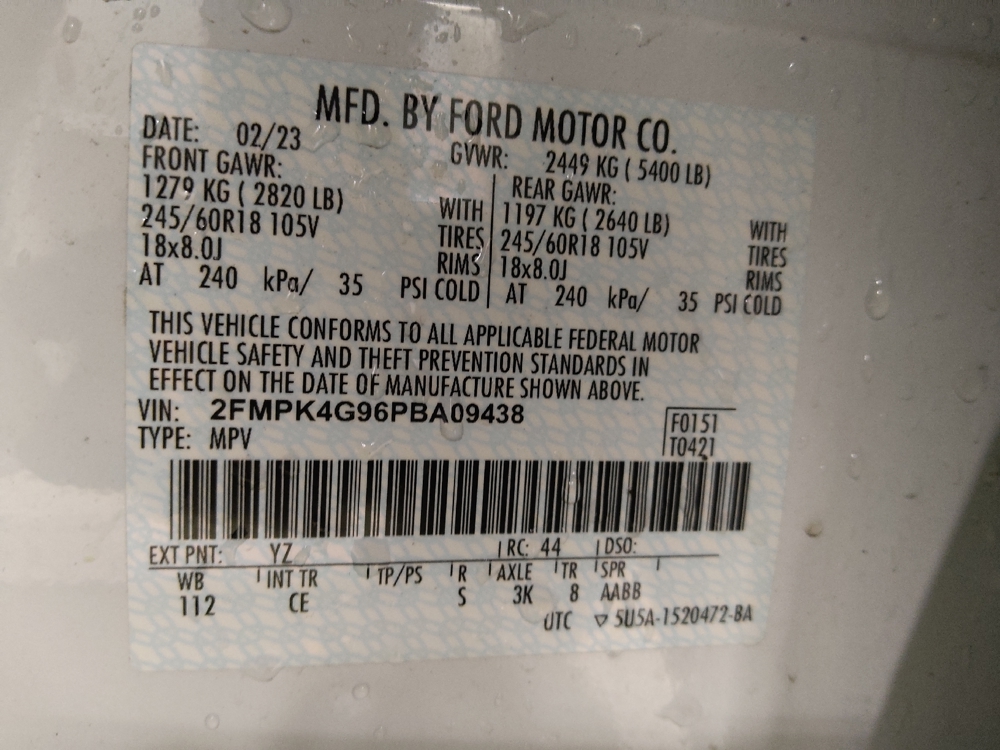 MFD. BY FORD MOTOR CO.
DATE: 02/23 GVWR: 2449 KG ( 5400 LB)
FRONT GAWR: REAR GAWR:
1279 KG ( 2820 LB) WITH 1197 KG ( 2640 LB) WITH
245/60R18 105V TIRES 245/60R18 105V TIRES
18x8.0J RIMS 18x8.0J RIMS
AT 240 kPa/ 35 PSI COLD AT 240 kPa/ 35 PSI COLD
THIS VEHICLE CONFORMS TO ALL APPLICABLE FEDERAL MOTOR
VEHICLE SAFETY AND THEFT PREVENTION STANDARDS IN
EFFECT ON THE DATE OF MANUFACTURE SHOWN ABOVE.
VIN: 2FMPK4G96PBA09438 F0151
TYPE: MPV T0421
EXT PNT: YZ RC: 44 DSO:
WB INT TR TP/PS R AXLE TR SPR
112 CE S 3K 8 AABB
UTC ▽ 5U5A-1520472-BA